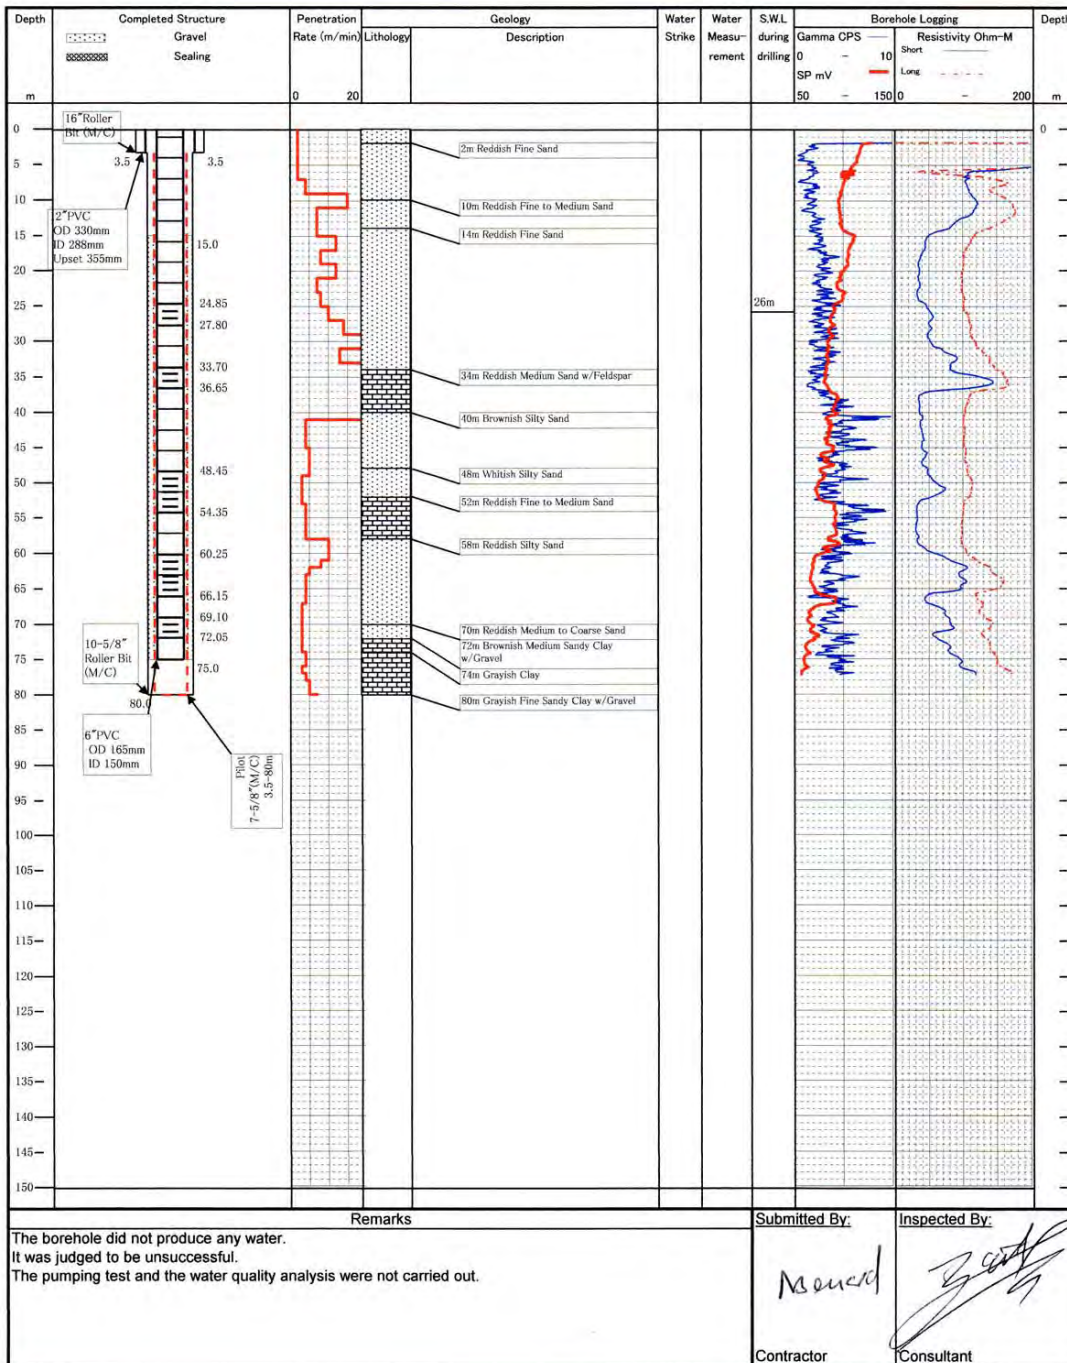 Depth
Completed Structure
Gravel
Sealing
m
Penetration
Rate (m/min)
0 20
Geology
Lithology
Description
Water
Strike
Water
Measu-
rement
S.W.L
during
drilling
Borehole Logging
Gamma CPS
0 - 10
SP mV
50 - 150
Resistivity Ohm-M
Short
Long
0 - 200
Depth
m
0
0
5
10
15
20
25
30
35
40
45
50
55
60
65
70
75
80
85
90
95
100
105
110
115
120
125
130
135
140
145
150
16"Roller
Bit (M/C)
3.5
3.5
2"PVC
OD 330mm
ID 288mm
Upset 355mm
15.0
24.85
27.80
33.70
36.65
48.45
54.35
60.25
66.15
69.10
72.05
75.0
10-5/8"
Roller Bit
(M/C)
80.0
6"PVC
OD 165mm
ID 150mm
Pilot
7-5/8"(M/C)
3.5-80m
2m Reddish Fine Sand
10m Reddish Fine to Medium Sand
14m Reddish Fine Sand
26m
34m Reddish Medium Sand w/Feldspar
40m Brownish Silty Sand
48m Whitish Silty Sand
52m Reddish Fine to Medium Sand
58m Reddish Silty Sand
70m Reddish Medium to Coarse Sand
72m Brownish Medium Sandy Clay
w/Gravel
74m Grayish Clay
80m Grayish Fine Sandy Clay w/Gravel
Remarks
The borehole did not produce any water.
It was judged to be unsuccessful.
The pumping test and the water quality analysis were not carried out.
Submitted By:
Contractor
Inspected By:
Consultant